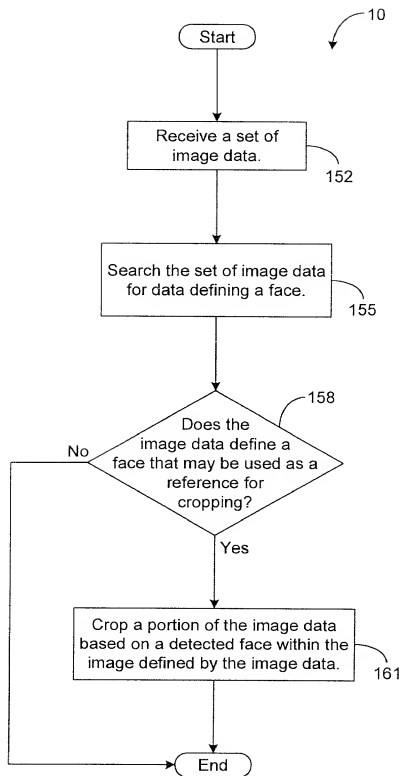 10
Start
Receive a set of
image data.
152
Search the set of image data
for data defining a face.
155
158
Does the
image data define a
face that may be used as a
reference for
cropping?
No
Yes
Crop a portion of the image data
based on a detected face within the
image defined by the image data.
161
End